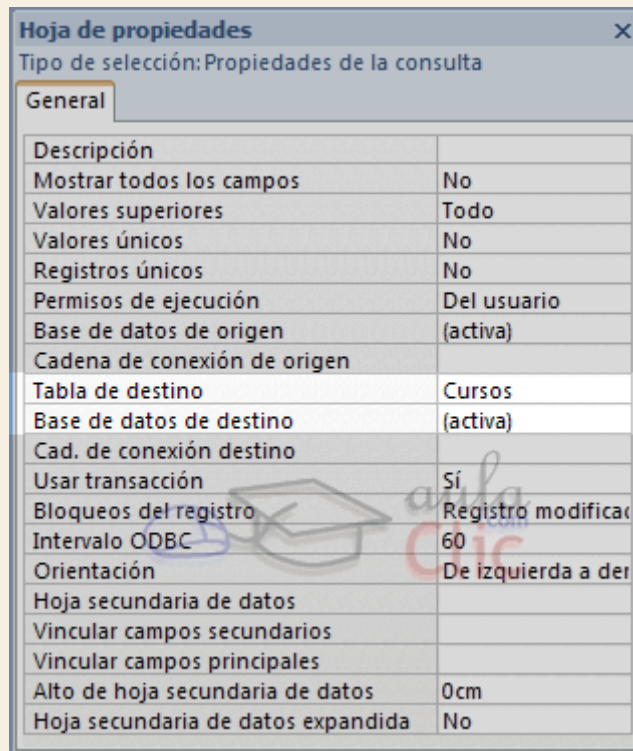 Hoja de propiedades
Tipo de selección: Propiedades de la consulta
General
Descripción
Mostrar todos los campos No
Valores superiores Todo
Valores únicos No
Registros únicos No
Permisos de ejecución Del usuario
Base de datos de origen (activa)
Cadena de conexión de origen
Tabla de destino Cursos
Base de datos de destino (activa)
Cad. de conexión destino
Usar transacción Sí
Bloqueos del registro Registro modificad
Intervalo ODBC 60
Orientación De izquierda a der
Hoja secundaria de datos
Vincular campos secundarios
Vincular campos principales
Alto de hoja secundaria de datos 0cm
Hoja secundaria de datos expandida No
aula
Clic
.com